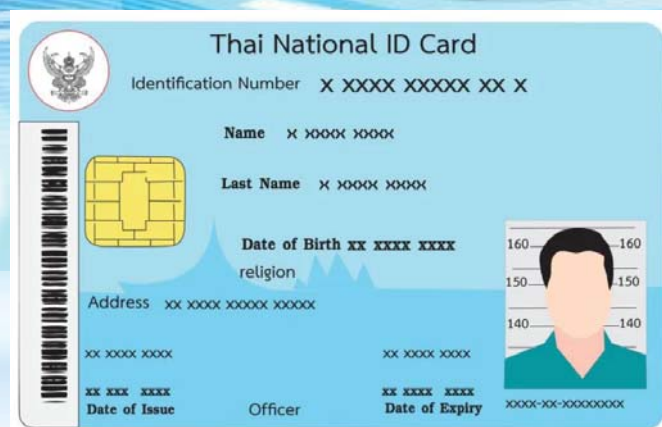 Thai National ID Card
Identification Number X XXXX XXXXX XX X
Name X XXXX XXXX
Last Name X XXXX XXXX
Date of Birth xx xxxx xxxx
religion
160 160
150 150
140 140
Address xx xxxx xxxxx xxxxx
xx xxxx xxxx xx xxxx xxxx
xx xxx xxxx xx xxxx xxxx
Date of Issue Officer Date of Expiry xxxx-xx-xxxxxxxx